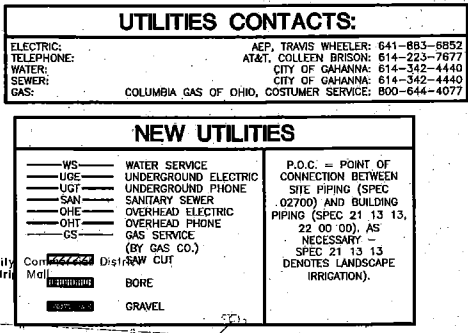 UTILITIES CONTACTS:
ELECTRIC: AEP, TRAVIS WHEELER: 641-883-6852
TELEPHONE: AT&T, COLLEEN BRISON: 614-223-7677
WATER: CITY OF GAHANNA: 614-342-4440
SEWER: CITY OF GAHANNA: 614-342-4440
GAS: COLUMBIA GAS OF OHIO, COSTUMER SERVICE: 800-644-4077
NEW UTILITIES
WS WATER SERVICE
UGE UNDERGROUND ELECTRIC
UGT UNDERGROUND PHONE
SAN SANITARY SEWER
OHE OVERHEAD ELECTRIC
OHT OVERHEAD PHONE
GS GAS SERVICE
(BY GAS CO.)
SAW CUT
BORE
GRAVEL
P.O.C. = POINT OF
CONNECTION BETWEEN
SITE PIPING (SPEC
02700) AND BUILDING
PIPING (SPEC 21 13 13,
22 00 00), AS
NECESSARY –
SPEC 21 13 13
DENOTES LANDSCAPE
IRRIGATION).
Mall